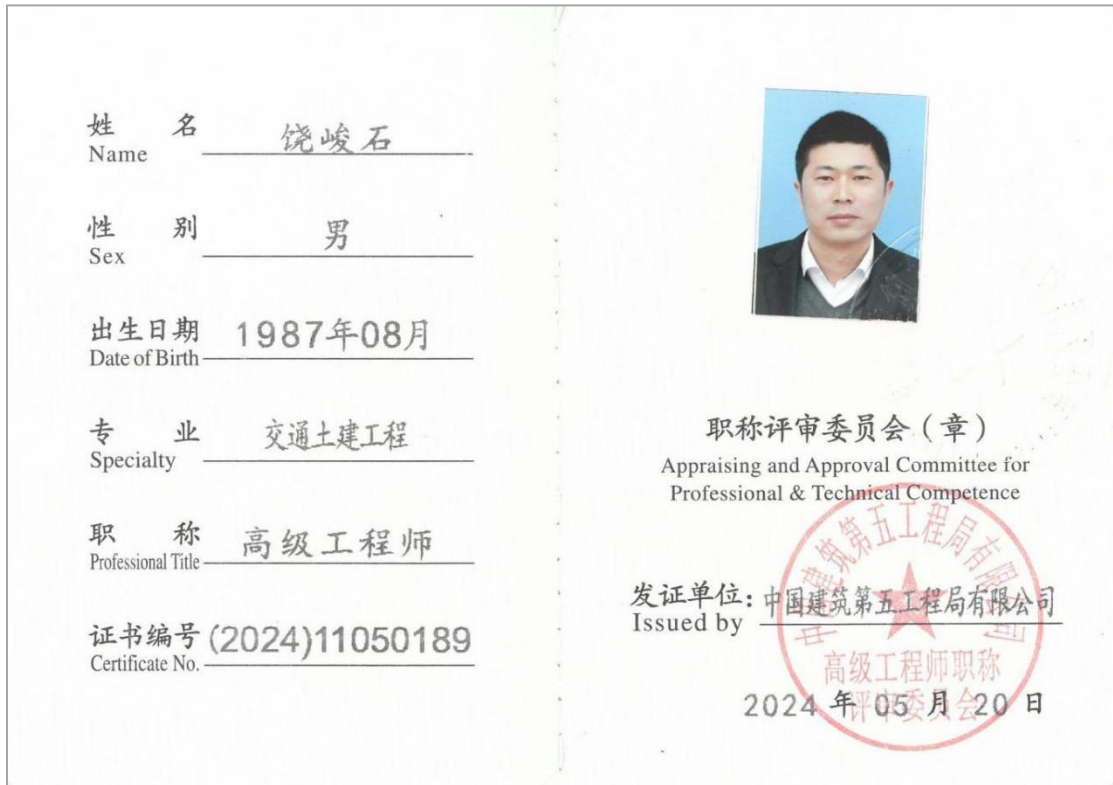 姓 名 饶峻石
Name
性 别 男
Sex
出生日期 1987年08月
Date of Birth
专 业 交通土建工程
Specialty
职 称 高级工程师
Professional Title
证书编号 (2024)11050189
Certificate No.
职称评审委员会（章）
Appraising and Approval Committee for
Professional & Technical Competence
发证单位: 中国建筑第五工程局有限公司
Issued by
2024 年 05 月 20 日
中国建筑第五工程局有限公司
高级工程师职称
评审委员会